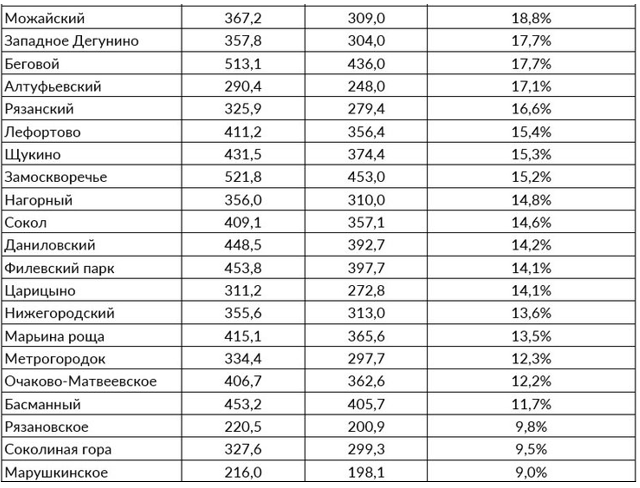 Можайский 367,2 309,0 18,8%
Западное Дегунино 357,8 304,0 17,7%
Беговой 513,1 436,0 17,7%
Алтуфьевский 290,4 248,0 17,1%
Рязанский 325,9 279,4 16,6%
Лефортово 411,2 356,4 15,4%
Щукино 431,5 374,4 15,3%
Замоскворечье 521,8 453,0 15,2%
Нагорный 356,0 310,0 14,8%
Сокол 409,1 357,1 14,6%
Даниловский 448,5 392,7 14,2%
Филевский парк 453,8 397,7 14,1%
Царицыно 311,2 272,8 14,1%
Нижегородский 355,6 313,0 13,6%
Марьина роща 415,1 365,6 13,5%
Метрогородок 334,4 297,7 12,3%
Очаково-Матвеевское 406,7 362,6 12,2%
Басманный 453,2 405,7 11,7%
Рязановское 220,5 200,9 9,8%
Соколиная гора 327,6 299,3 9,5%
Марушкинское 216,0 198,1 9,0%